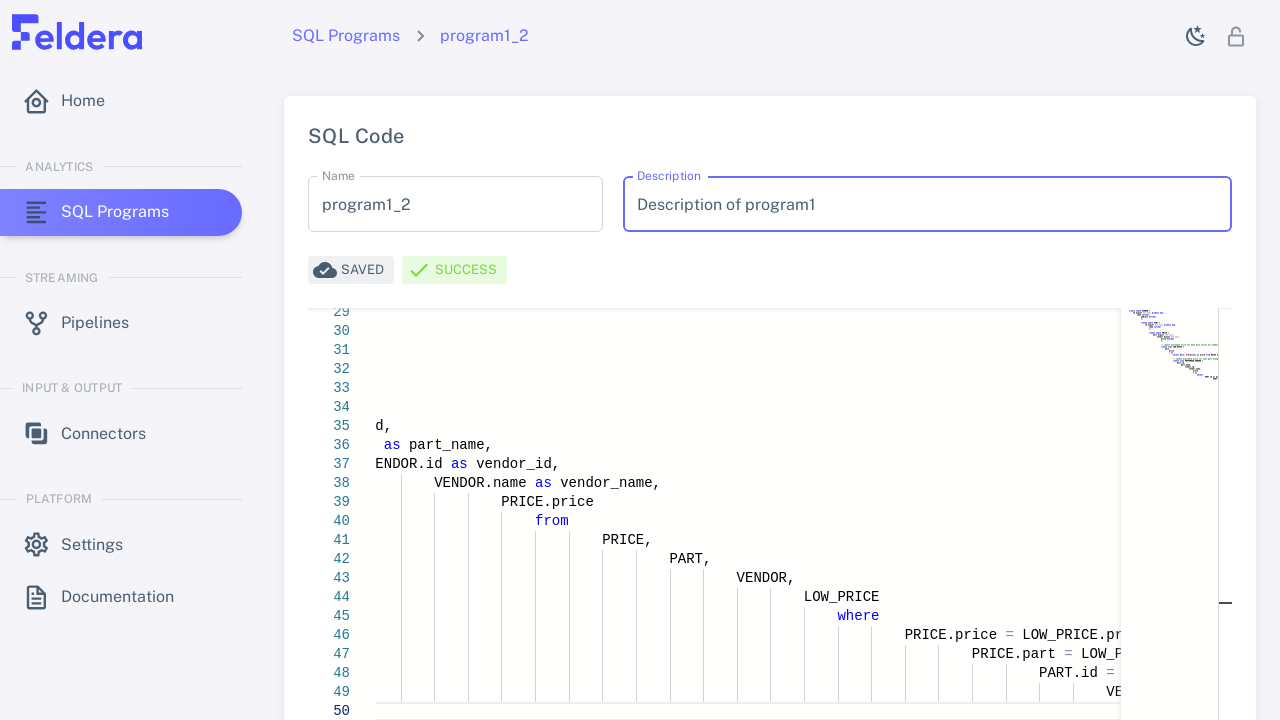 Feldera
SQL Programs
program1_2
Home
ANALYTICS
SQL Programs
STREAMING
Pipelines
INPUT & OUTPUT
Connectors
PLATFORM
Settings
Documentation
SQL Code
Name
program1_2
Description
Description of program1
SAVED
SUCCESS
29
30
31
32
33
34
35 d,
36 as part_name,
37 ENDOR.id as vendor_id,
38 VENDOR.name as vendor_name,
39 PRICE.price
40 from
41 PRICE,
42 PART,
43 VENDOR,
44 LOW_PRICE
45 where
46 PRICE.price = LOW_PRICE.pr
47 PRICE.part = LOW_P
48 PART.id =
49 VE
50